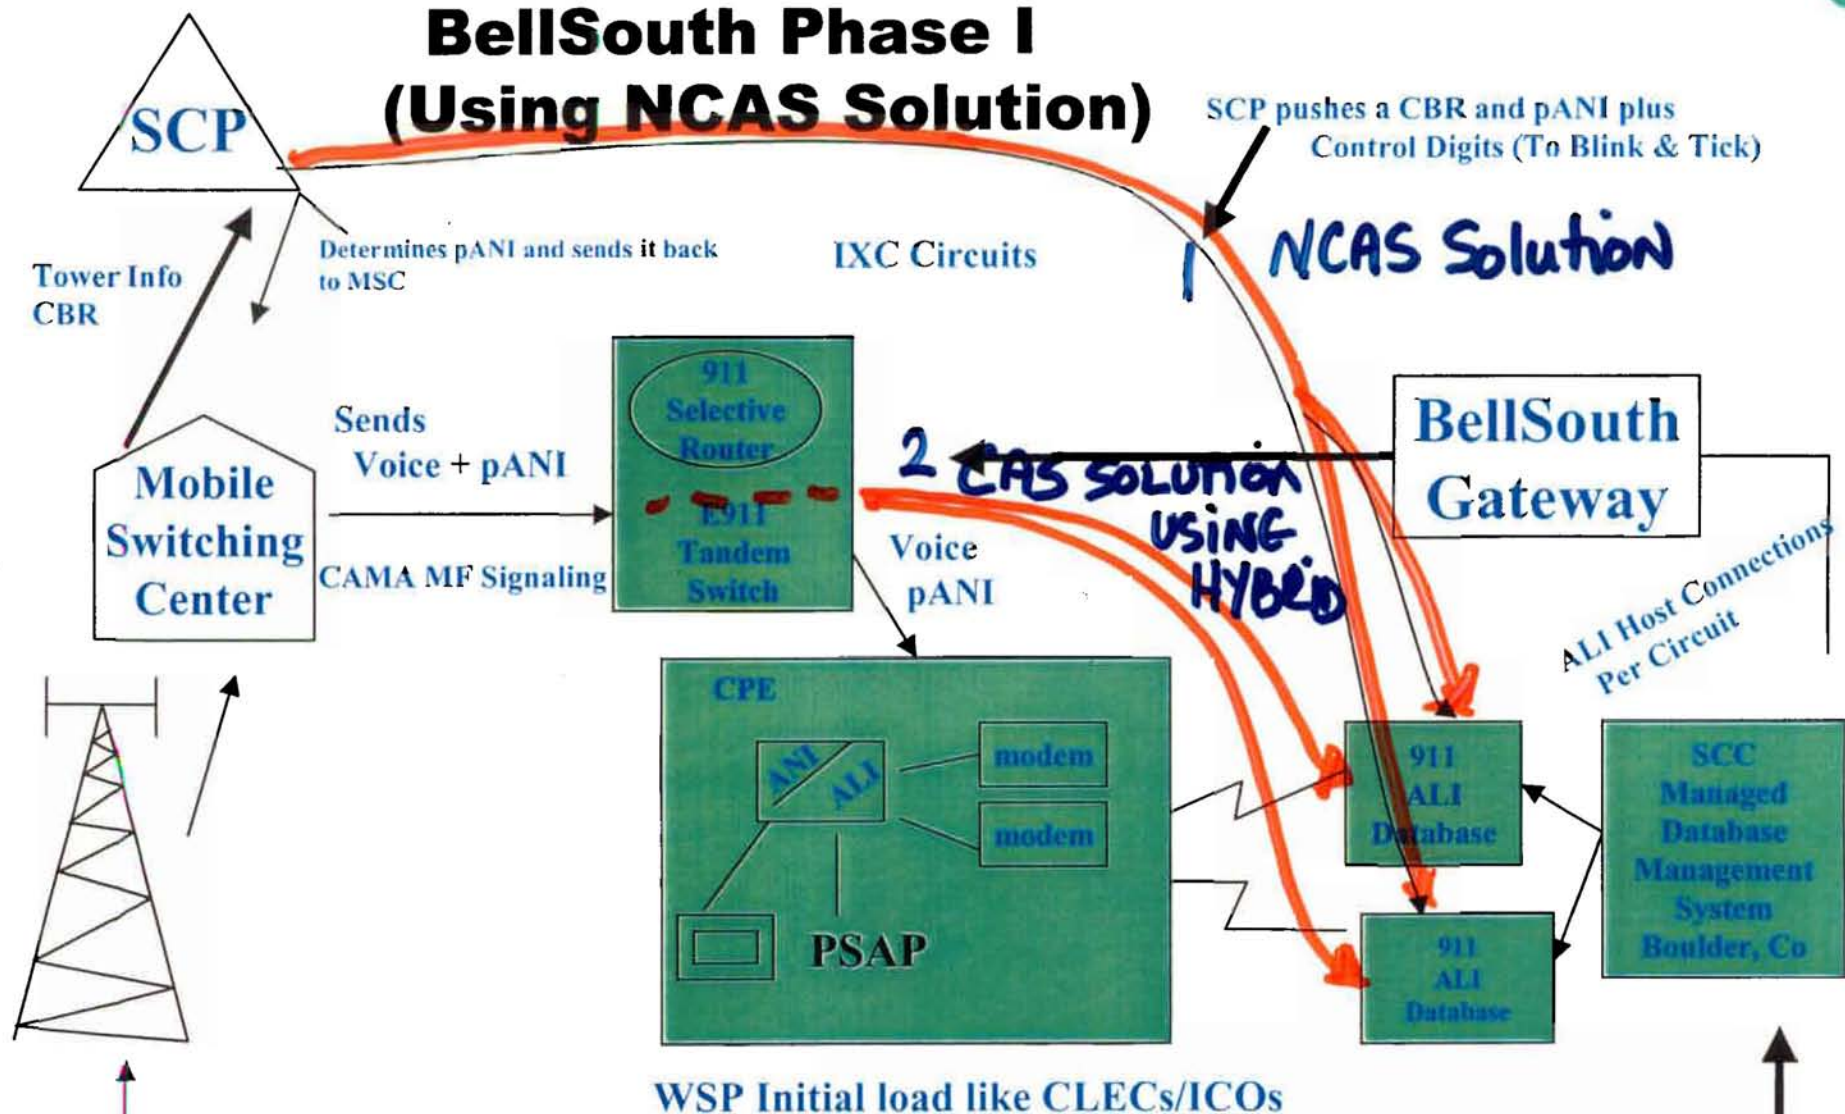 BellSouth Phase I
(Using NCAS Solution)
SCP
SCP pushes a CBR and pANI plus
Control Digits (To Blink & Tick)
Tower Info
CBR
Determines pANI and sends it back
to MSC
IXC Circuits
1 NCAS Solution
911
Selective
Router
E911
Tandem
Switch
Sends
Voice + pANI
CAMA MF Signaling
Mobile
Switching
Center
2 CAS SOLUTION
USING
HYBRID
BellSouth
Gateway
Voice
pANI
ALI Host Connections
Per Circuit
CPE
ANI
ALI
modem
modem
PSAP
911
ALI
Database
911
ALI
Database
SCC
Managed
Database
Management
System
Boulder, Co
WSP Initial load like CLECs/ICOs